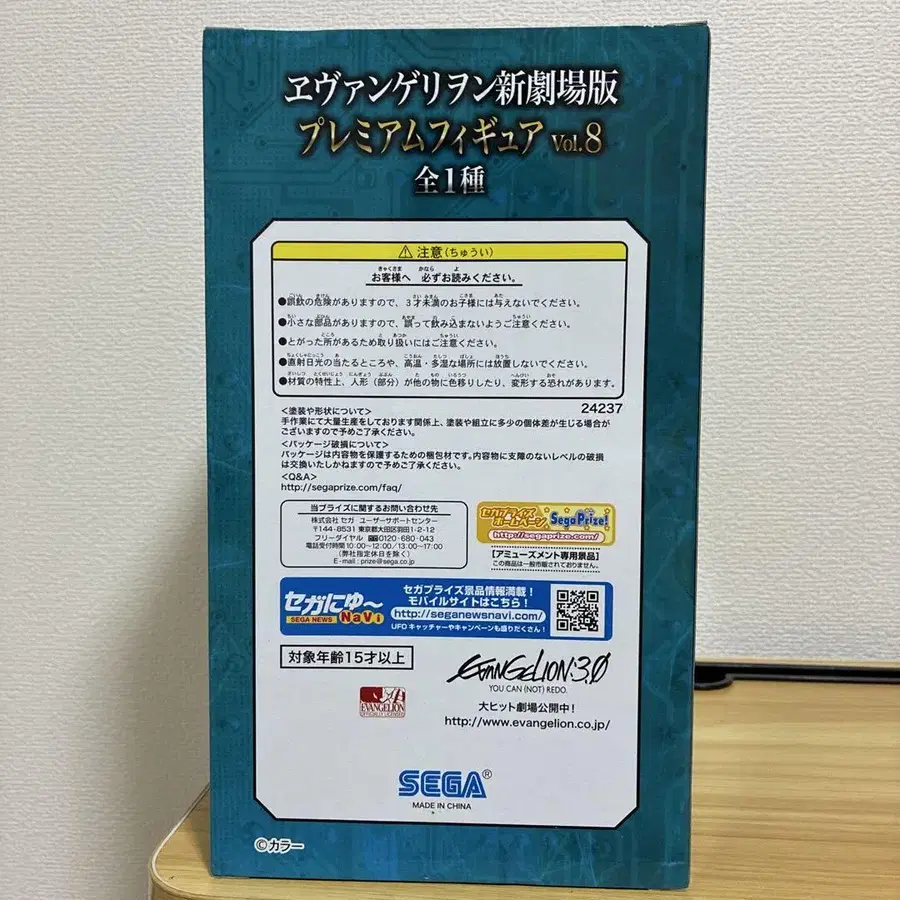 ヱヴァンゲリヲン新劇場版
プレミアムフィギュア Vol.8
全1種
⚠ 注意(ちゅうい)
お客様へ 必ずお読みください。
●誤飲の危険がありますので、3才未満のお子様には与えないでください。
●小さな部品がありますので、誤って飲み込まないようご注意ください。
●とがった所があるため取り扱いにはご注意ください。
●直射日光の当たるところや、高温・多湿な場所には放置しないでください。
●材質の特性上、人形(部分)が他の物に色移りしたり、変形する恐れがあります。
24237
<塗装や形状について>
手作業にて大量生産をしております関係上、塗装や組立に多少の個体差が生じる場合が
ございますので予めご了承ください。
<パッケージ破損について>
パッケージは内容物を保護するための梱包材です。内容物に支障のないレベルの破損
は交換いたしかねますので予めご了承ください。
<Q&A>
http://segaprize.com/faq/
当プライズに関するお問い合わせ先
株式会社 セガ ユーザーサポートセンター
〒144-8531 東京都大田区羽田1-2-12
フリーダイヤル 0120-680-043
電話受付時間 10:00~12:00/13:00~17:00
(弊社指定休日を除く)
E-mail : prize@sega.co.jp
セガプライズ
ホームページ
SegaPrize!
http://segaprize.com/
【アミューズメント専用景品】
この商品は一般市販されておりません。
セガにゅ~
SEGA NEWS NaVi
セガプライズ景品情報満載!
モバイルサイトはこちら!
http://seganewsnavi.com/
UFOキャッチャーやキャンペーンも盛りだくさん!
対象年齢15才以上
EVANGELION:3.0
YOU CAN (NOT) REDO.
EVANGELION
OFFICIALLY LICENSED
大ヒット劇場公開中!
http://www.evangelion.co.jp/
SEGA®
MADE IN CHINA
©カラー